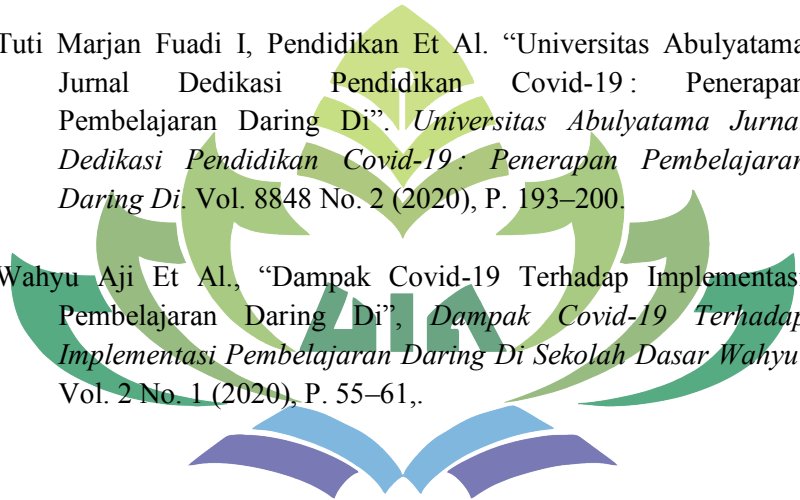 Tuti Marjan Fuadi I, Pendidikan Et Al. “Universitas Abulyatama
Jurnal Dedikasi Pendidikan Covid-19 : Penerapan
Pembelajaran Daring Di”. Universitas Abulyatama Jurnal
Dedikasi Pendidikan Covid-19 : Penerapan Pembelajaran
Daring Di. Vol. 8848 No. 2 (2020), P. 193–200.
Wahyu Aji Et Al., “Dampak Covid-19 Terhadap Implementasi
Pembelajaran Daring Di”, Dampak Covid-19 Terhadap
Implementasi Pembelajaran Daring Di Sekolah Dasar Wahyu.
Vol. 2 No. 1 (2020), P. 55–61,.